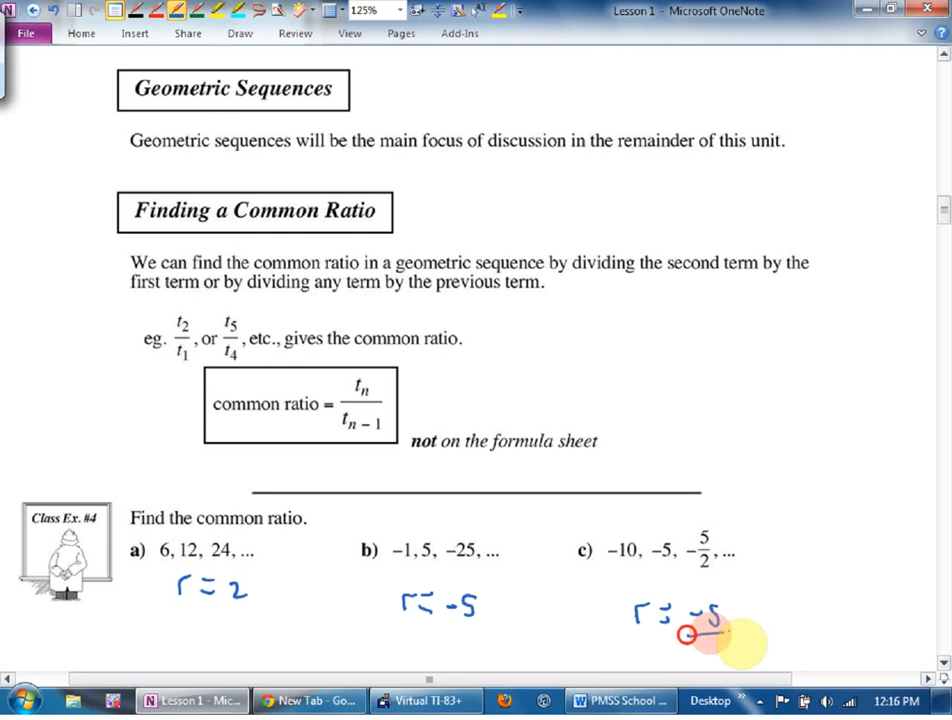 125%
Lesson 1 - Microsoft OneNote
File Home Insert Share Draw Review View Pages Add-Ins
Geometric Sequences
Geometric sequences will be the main focus of discussion in the remainder of this unit.
Finding a Common Ratio
We can find the common ratio in a geometric sequence by dividing the second term by the
first term or by dividing any term by the previous term.
eg. t2/t1, or t5/t4, etc., gives the common ratio.
common ratio = tn/tn − 1
not on the formula sheet
Class Ex. #4
Find the common ratio.
a) 6, 12, 24, ... b) −1, 5, −25, ... c) −10, −5, −5/2, ...
r = 2 r = -5 r = -5
Lesson 1 - Mic... New Tab - Go... Virtual TI-83+ PMSS School ... Desktop 12:16 PM